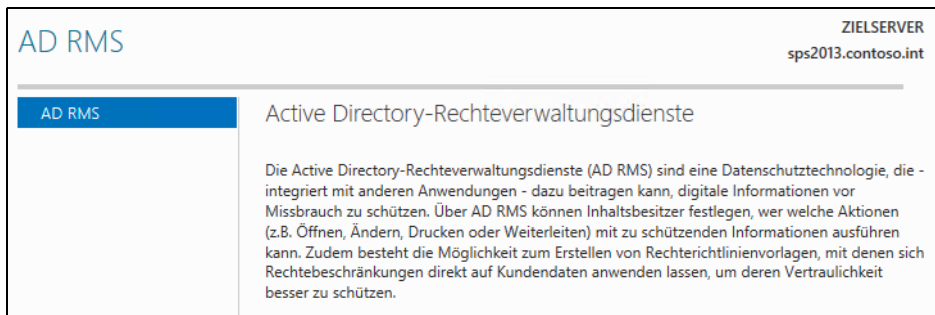 AD RMS
ZIELSERVER
sps2013.contoso.int
AD RMS
Active Directory-Rechteverwaltungsdienste
Die Active Directory-Rechteverwaltungsdienste (AD RMS) sind eine Datenschutztechnologie, die -
integriert mit anderen Anwendungen - dazu beitragen kann, digitale Informationen vor
Missbrauch zu schützen. Über AD RMS können Inhaltsbesitzer festlegen, wer welche Aktionen
(z.B. Öffnen, Ändern, Drucken oder Weiterleiten) mit zu schützenden Informationen ausführen
kann. Zudem besteht die Möglichkeit zum Erstellen von Rechterichtlinienvorlagen, mit denen sich
Rechtebeschränkungen direkt auf Kundendaten anwenden lassen, um deren Vertraulichkeit
besser zu schützen.